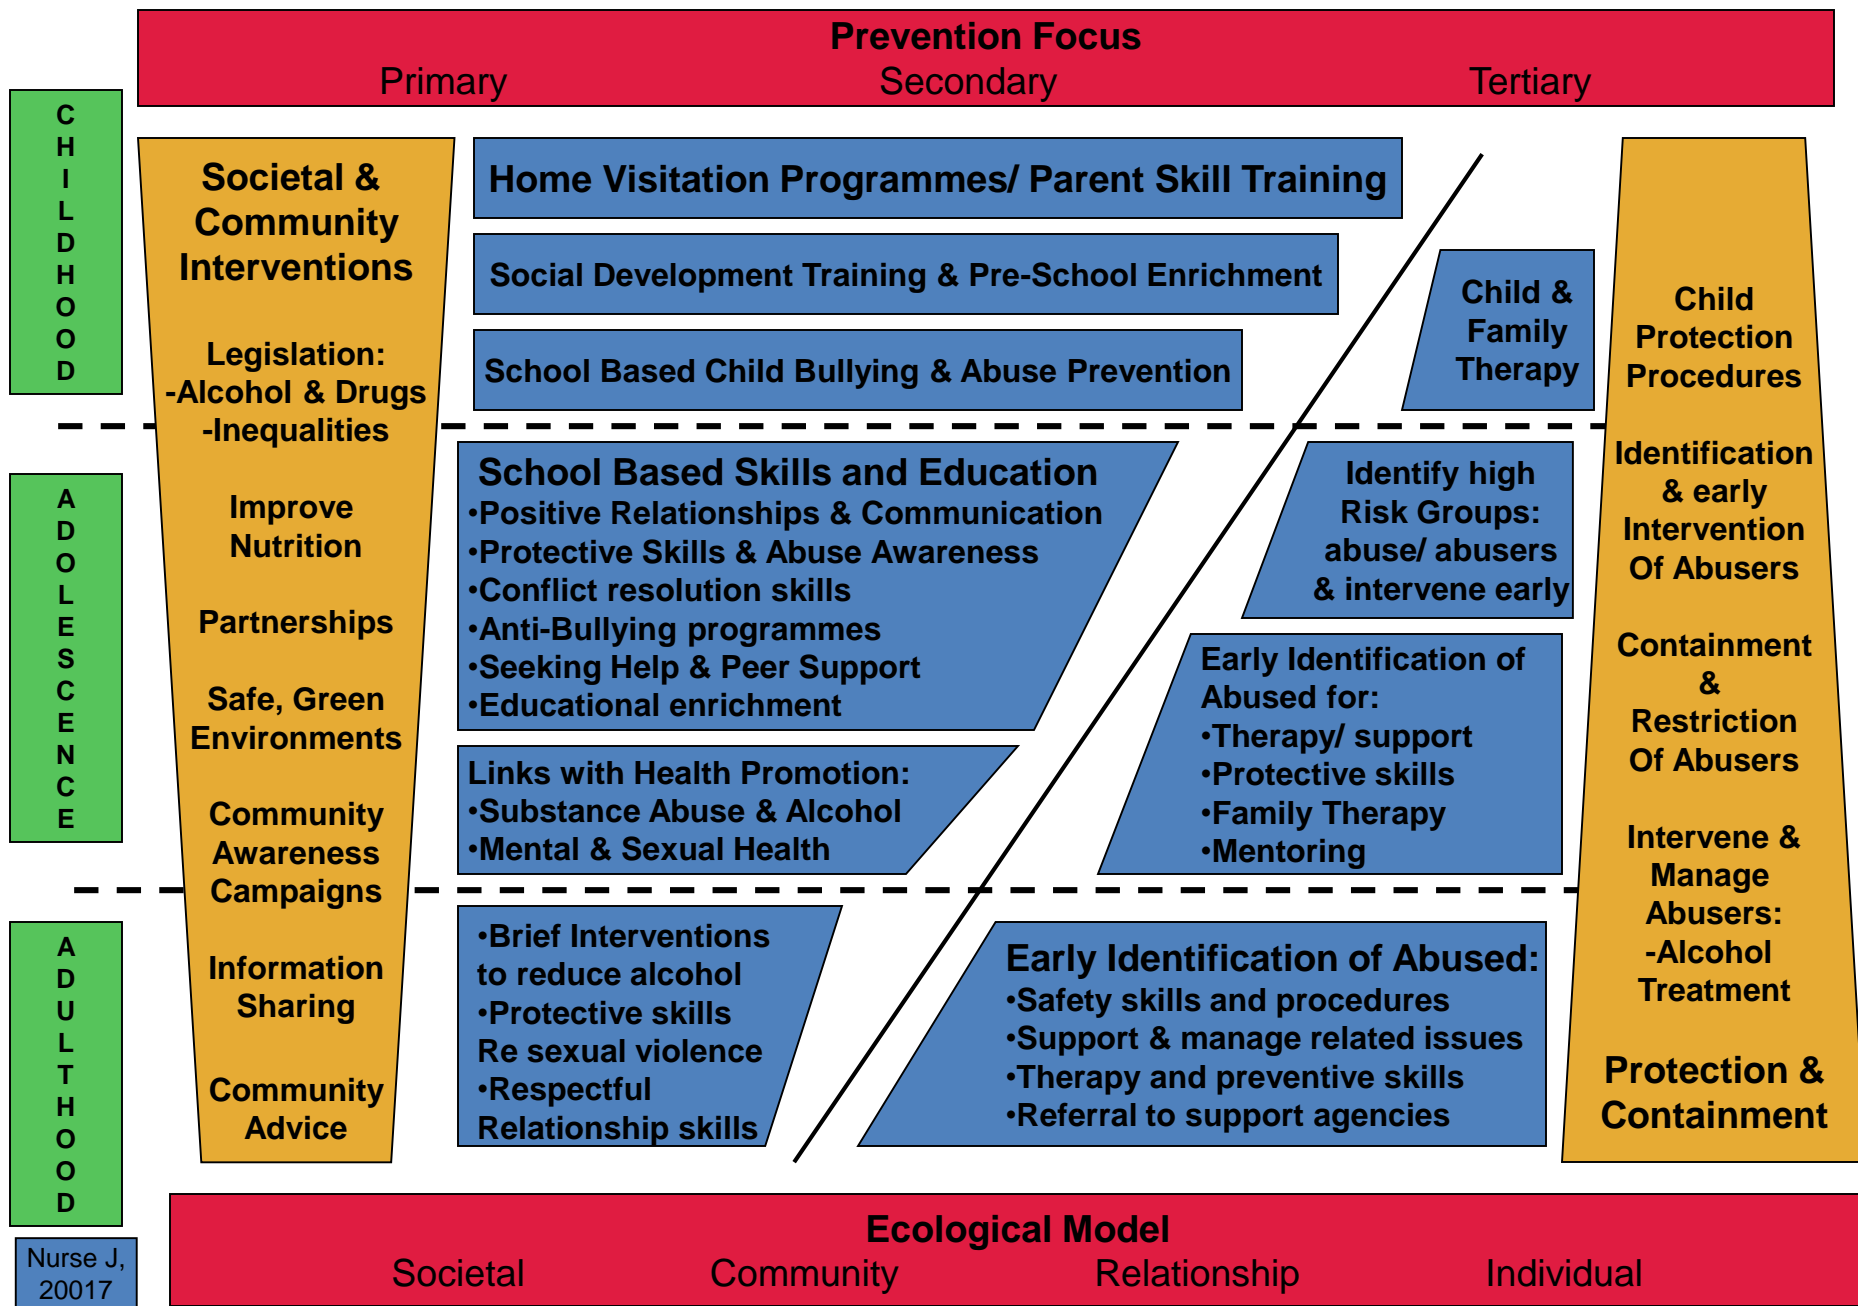 Prevention Focus
Primary Secondary Tertiary
CHILDHOOD
Societal &
Community
Interventions
Legislation:
-Alcohol & Drugs
-Inequalities
Improve
Nutrition
Partnerships
Safe, Green
Environments
Community
Awareness
Campaigns
Information
Sharing
Community
Advice
Home Visitation Programmes/ Parent Skill Training
Social Development Training & Pre-School Enrichment
School Based Child Bullying & Abuse Prevention
Child &
Family
Therapy
ADOLESCENCE
School Based Skills and Education
•Positive Relationships & Communication
•Protective Skills & Abuse Awareness
•Conflict resolution skills
•Anti-Bullying programmes
•Seeking Help & Peer Support
•Educational enrichment
Links with Health Promotion:
•Substance Abuse & Alcohol
•Mental & Sexual Health
Identify high
Risk Groups:
abuse/ abusers
& intervene early
Early Identification of
Abused for:
•Therapy/ support
•Protective skills
•Family Therapy
•Mentoring
ADULTHOOD
•Brief Interventions
to reduce alcohol
•Protective skills
Re sexual violence
•Respectful
Relationship skills
Early Identification of Abused:
•Safety skills and procedures
•Support & manage related issues
•Therapy and preventive skills
•Referral to support agencies
Child
Protection
Procedures
Identification
& early
Intervention
Of Abusers
Containment
&
Restriction
Of Abusers
Intervene &
Manage
Abusers:
-Alcohol
Treatment
Protection &
Containment
Ecological Model
Societal Community Relationship Individual
Nurse J,
20017